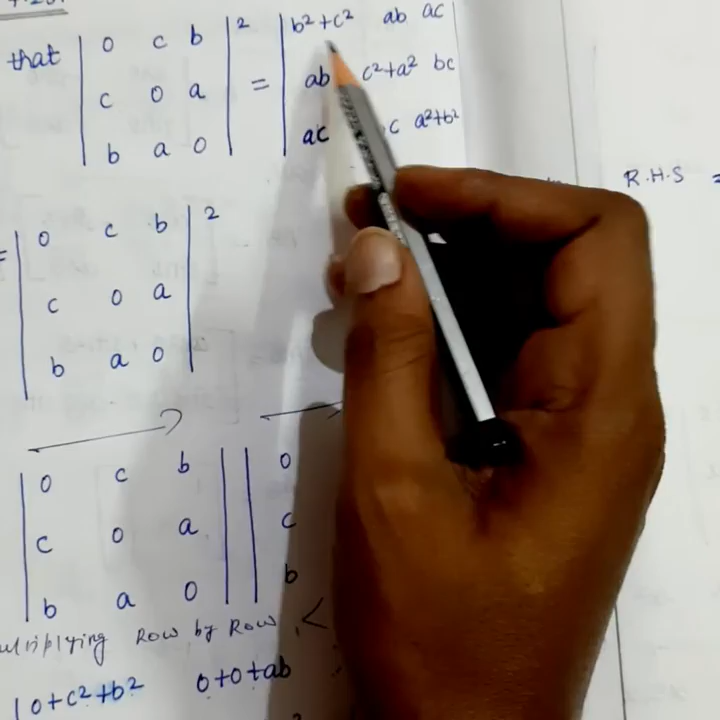 that | 0 c b |² = | b²+c² ab ac |
| c 0 a | | ab c²+a² bc |
| b a 0 | | ac c a²+b² |
R.H.S =
= | 0 c b |²
| c 0 a |
| b a 0 |
| 0 c b | | 0
| c 0 a | | c
| b a 0 | | b
ultiplying Row by Row
| 0+c²+b² 0+0+ab